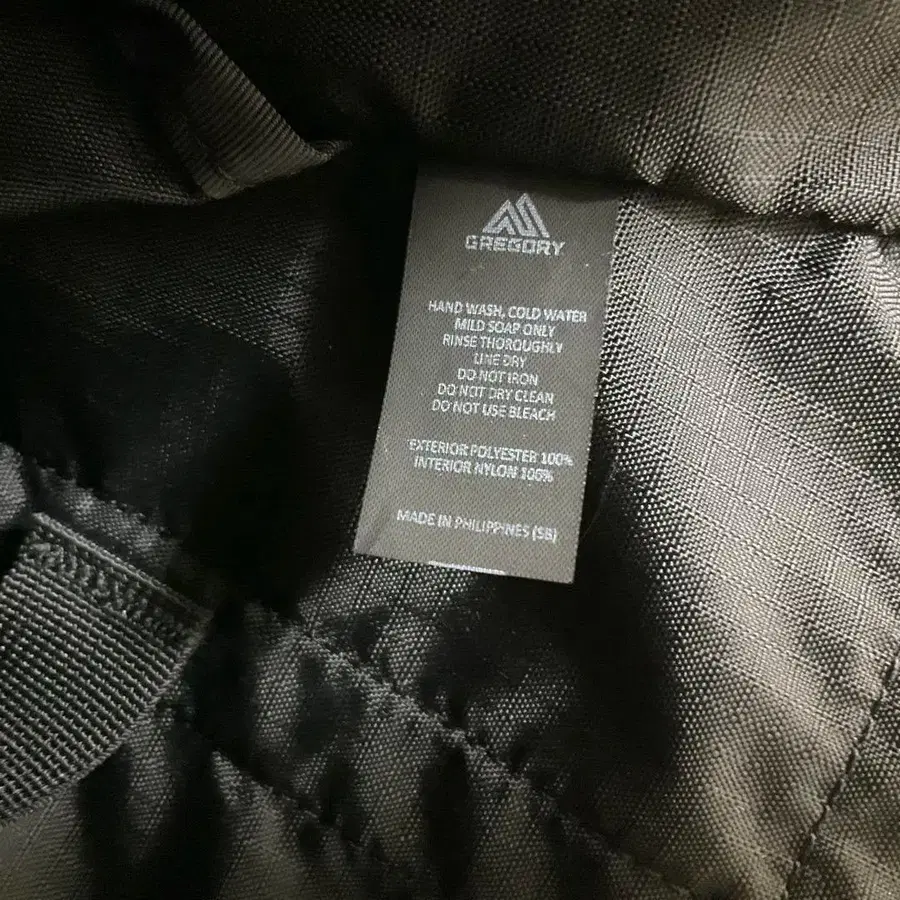 GREGORY
HAND WASH, COLD WATER
MILD SOAP ONLY
RINSE THOROUGHLY
LINE DRY
DO NOT IRON
DO NOT DRY CLEAN
DO NOT USE BLEACH
EXTERIOR POLYESTER 100%
INTERIOR NYLON 100%
MADE IN PHILIPPINES (SB)